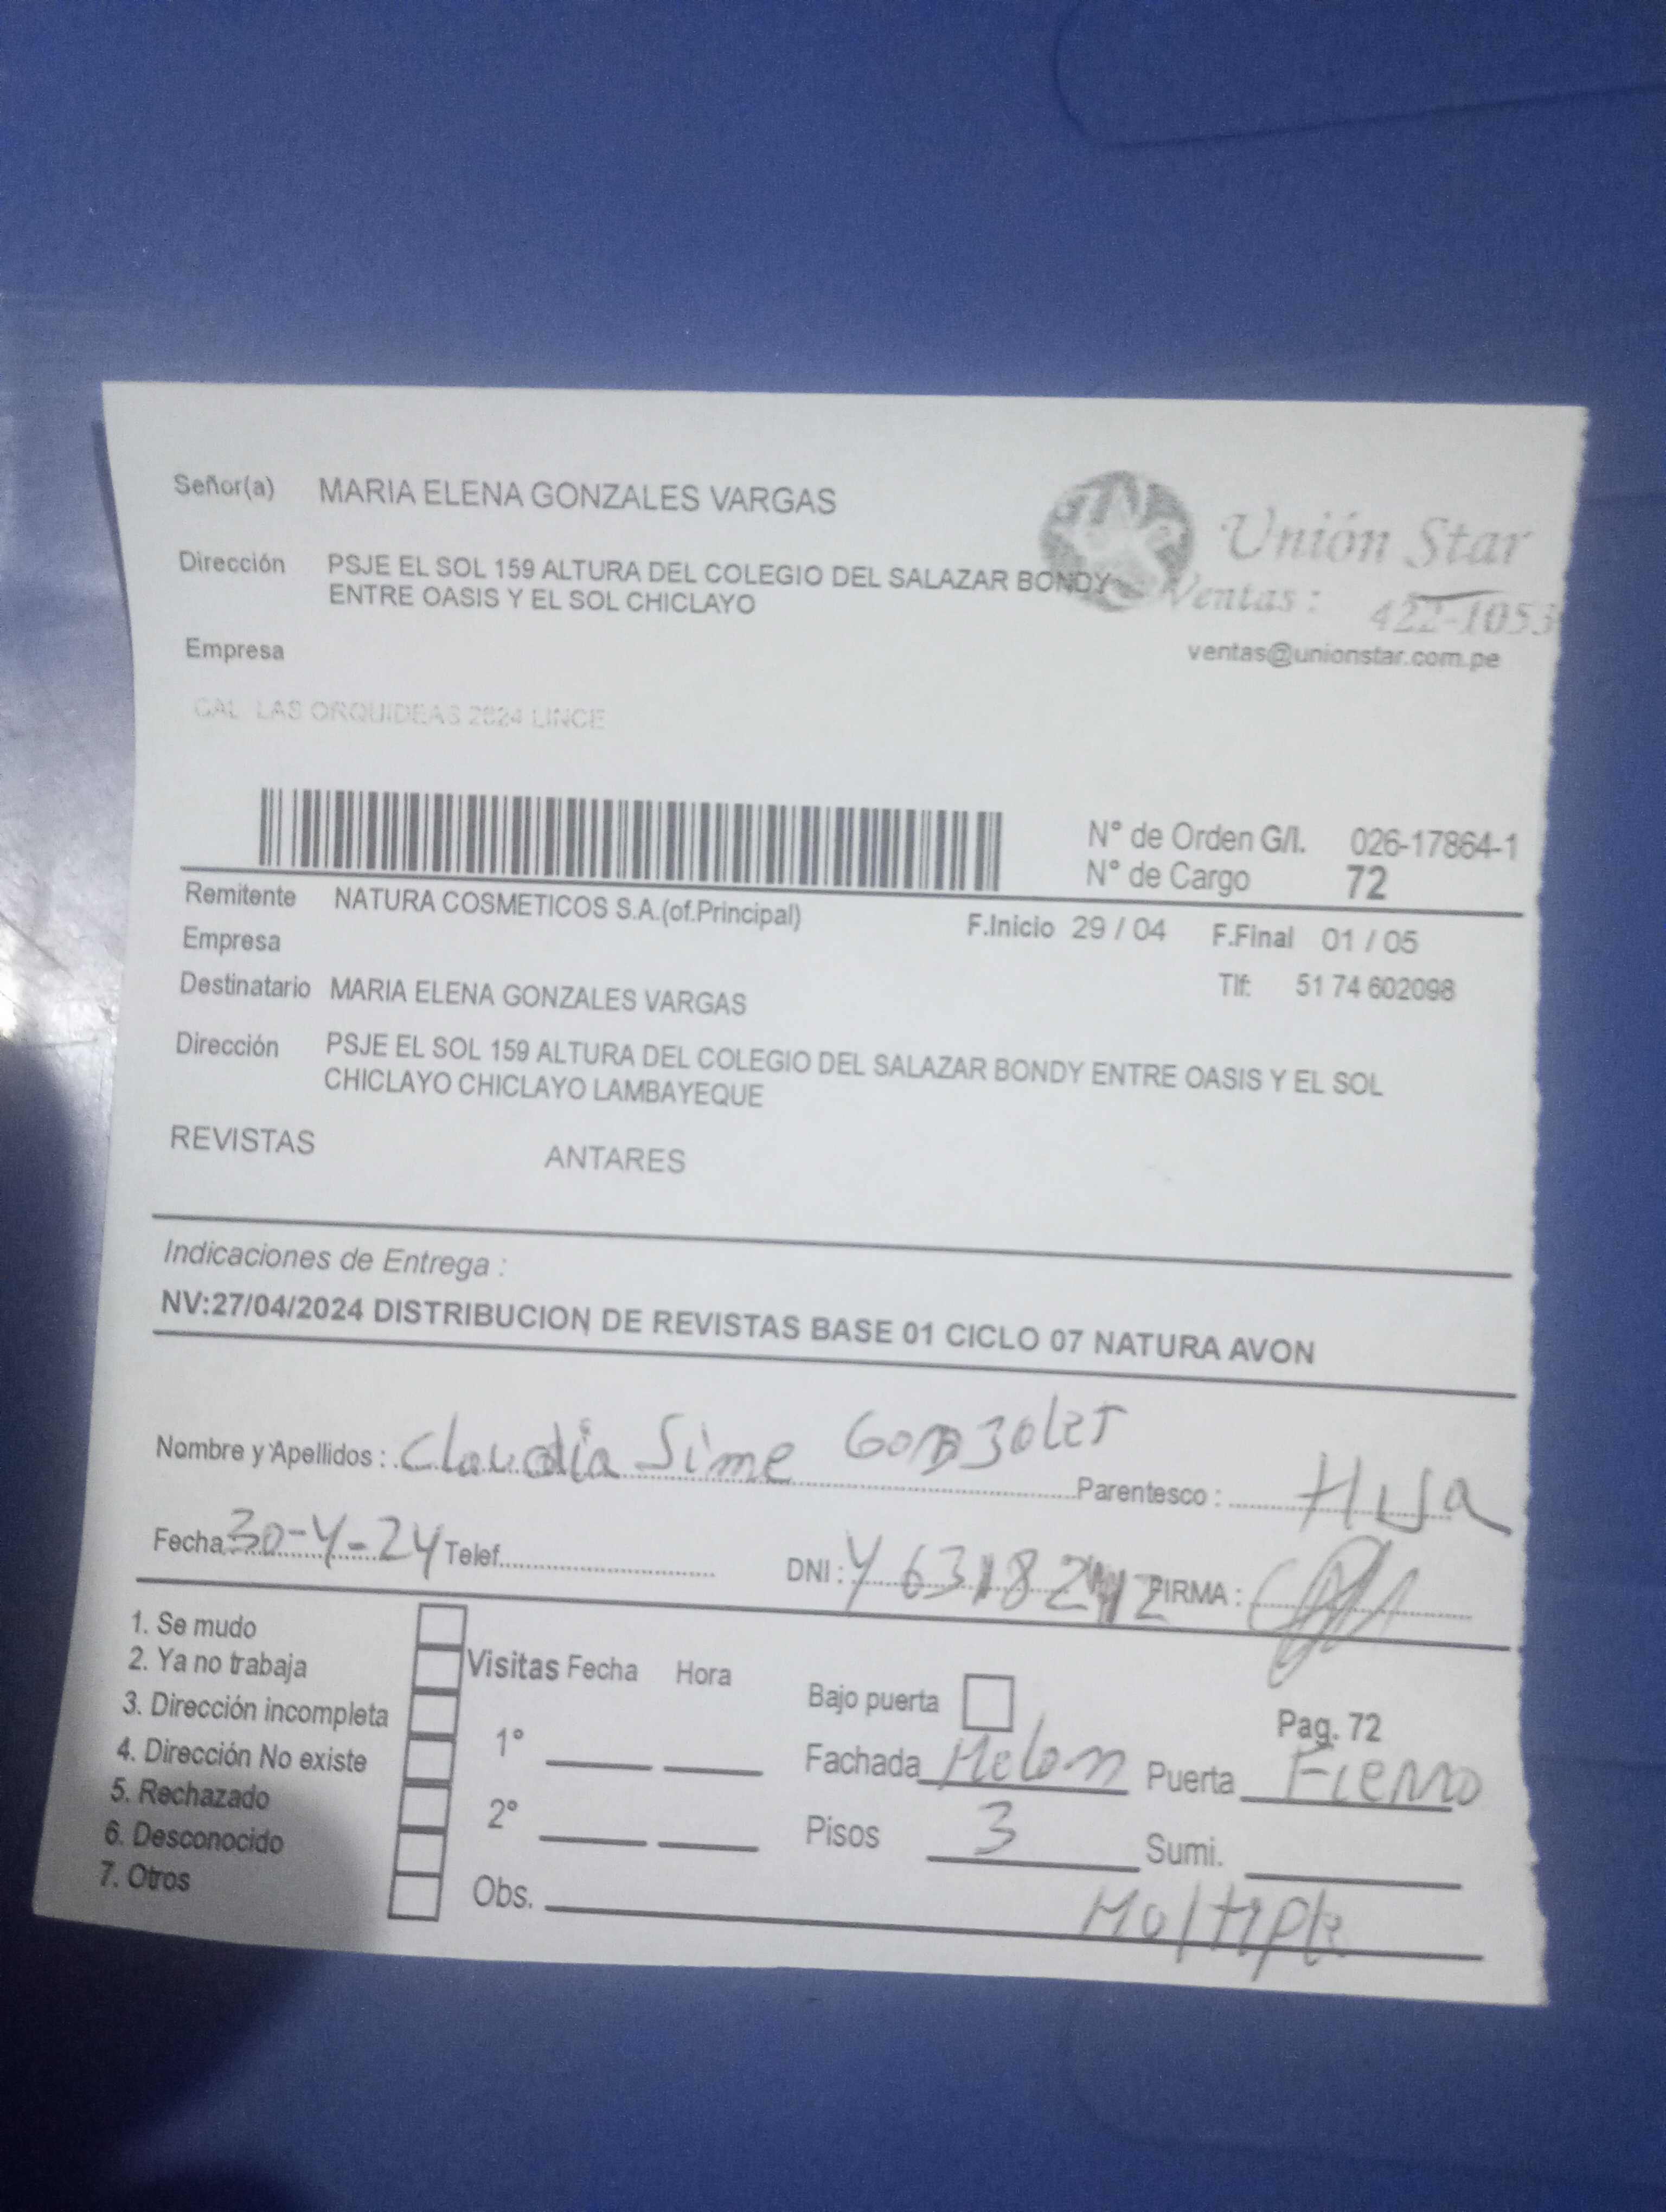 Señor(a) MARIA ELENA GONZALES VARGAS
Unión Star
Dirección PSJE EL SOL 159 ALTURA DEL COLEGIO DEL SALAZAR BONDY
ENTRE OASIS Y EL SOL CHICLAYO
Ventas: 422-1053
Empresa
ventas@unionstar.com.pe
CAL LAS ORQUIDEAS 2624 LINCE
N° de Orden G/I. 026-17864-1
N° de Cargo 72
Remitente NATURA COSMETICOS S.A.(of.Principal)
F.Inicio 29 / 04 F.Final 01 / 05
Empresa
Destinatario MARIA ELENA GONZALES VARGAS
Tlf: 51 74 602098
Dirección PSJE EL SOL 159 ALTURA DEL COLEGIO DEL SALAZAR BONDY ENTRE OASIS Y EL SOL
CHICLAYO CHICLAYO LAMBAYEQUE
REVISTAS ANTARES
Indicaciones de Entrega :
NV:27/04/2024 DISTRIBUCION DE REVISTAS BASE 01 CICLO 07 NATURA AVON
Nombre y Apellidos : Claudia Sime Gonzales Parentesco : HIJA
Fecha 30-4-24 Telef. DNI : FIRMA :
1. Se mudo
2. Ya no trabaja
3. Dirección incompleta
4. Dirección No existe
5. Rechazado
6. Desconocido
7. Otros
Visitas Fecha Hora
1°
2°
Obs. Moltiple
Bajo puerta
Pag. 72
Fachada Melon Puerta Fierro
Pisos 3 Sumi.